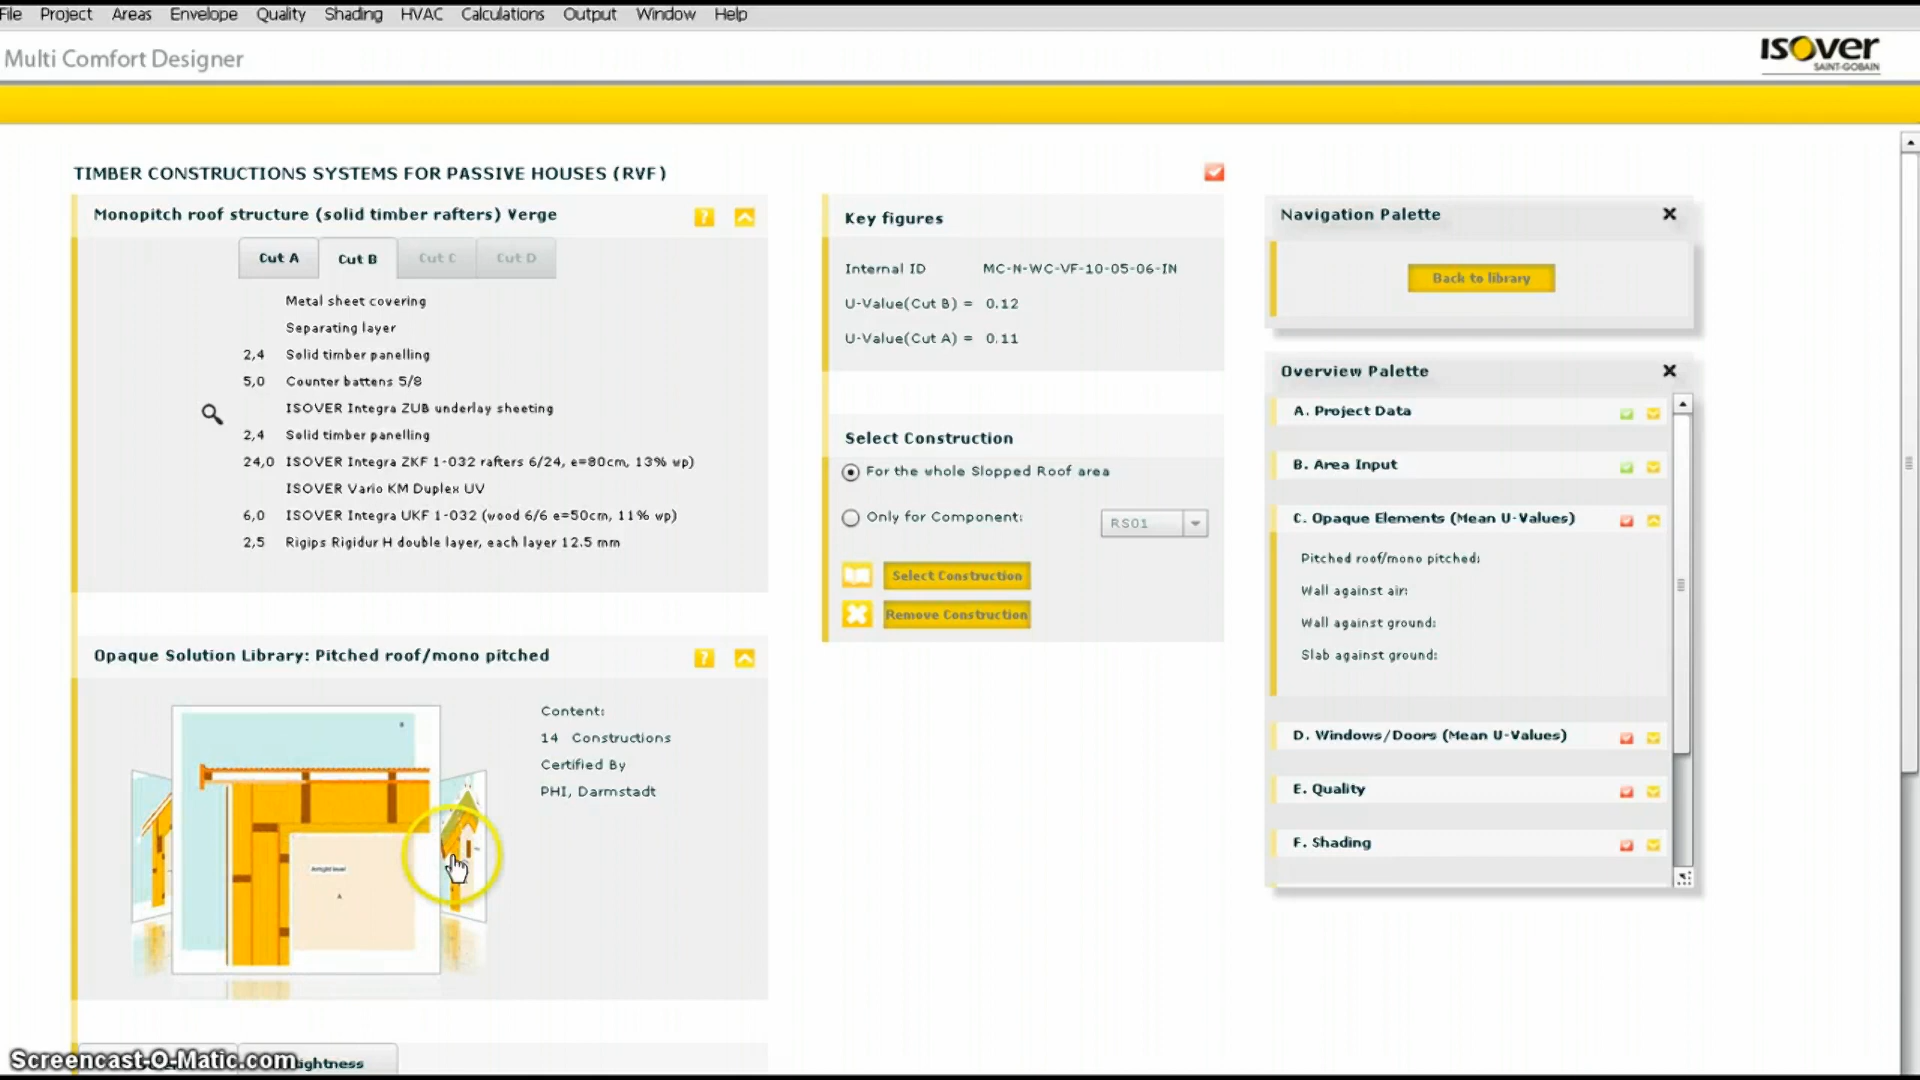 File Project Areas Envelope Quality Shading HVAC Calculations Output Window Help
Multi Comfort Designer
ISOVER
SAINT-GOBAIN
TIMBER CONSTRUCTIONS SYSTEMS FOR PASSIVE HOUSES (RVF)
Monopitch roof structure (solid timber rafters) Verge
?
Cut A Cut B Cut C Cut D
Metal sheet covering
Separating layer
2,4 Solid timber panelling
5,0 Counter battens 5/8
ISOVER Integra ZUB underlay sheeting
2,4 Solid timber panelling
24,0 ISOVER Integra ZKF 1-032 rafters 6/24, e=80cm, 13% wp)
ISOVER Vario KM Duplex UV
6,0 ISOVER Integra UKF 1-032 (wood 6/6 e=50cm, 11% wp)
2,5 Rigips Rigidur H double layer, each layer 12.5 mm
Opaque Solution Library: Pitched roof/mono pitched
?
Content:
14 Constructions
Certified By
PHI, Darmstadt
Airtight level
A
Key figures
Internal ID MC-N-WC-VF-10-05-06-IN
U-Value(Cut B) = 0.12
U-Value(Cut A) = 0.11
Select Construction
For the whole Slopped Roof area
Only for Component: RS01
Select Construction
Remove Construction
Navigation Palette
Back to library
Overview Palette
A. Project Data
B. Area Input
C. Opaque Elements (Mean U-Values)
Pitched roof/mono pitched:
Wall against air:
Wall against ground:
Slab against ground:
D. Windows/Doors (Mean U-Values)
E. Quality
F. Shading
Screencast-O-Matic.com
ightness